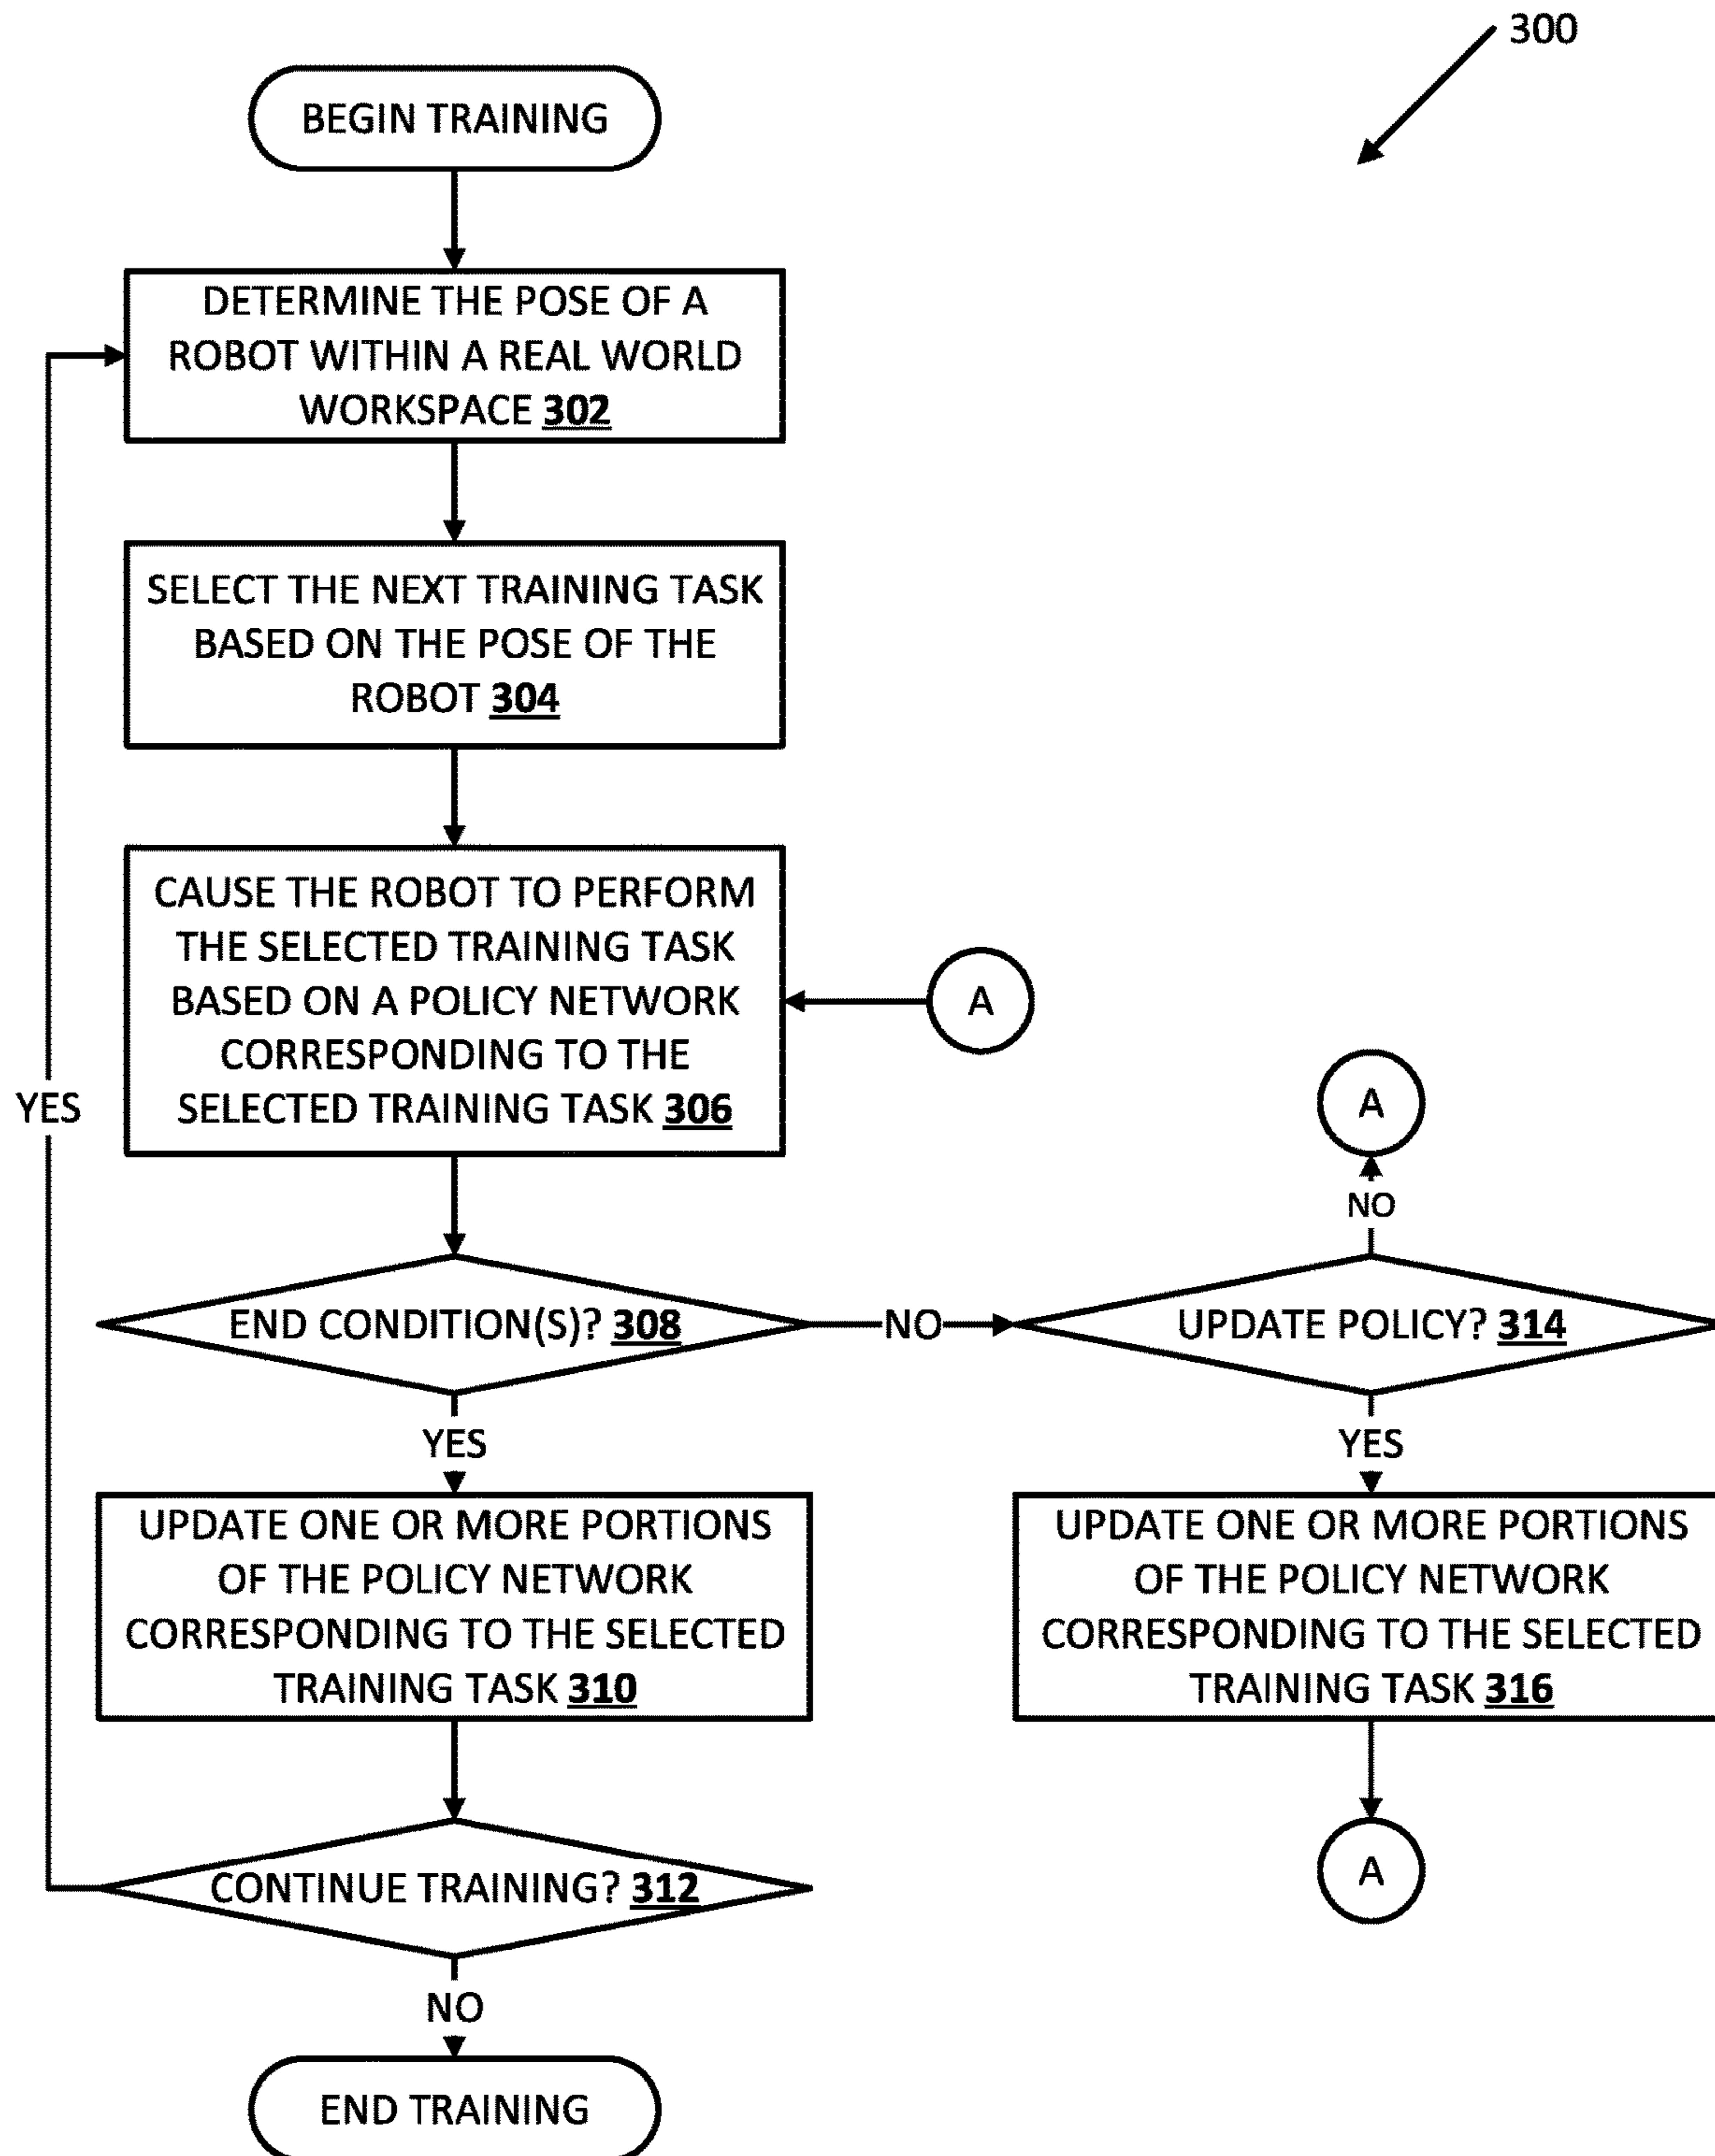 300
BEGIN TRAINING
DETERMINE THE POSE OF A
ROBOT WITHIN A REAL WORLD
WORKSPACE 302
SELECT THE NEXT TRAINING TASK
BASED ON THE POSE OF THE
ROBOT 304
CAUSE THE ROBOT TO PERFORM
THE SELECTED TRAINING TASK
BASED ON A POLICY NETWORK
CORRESPONDING TO THE
SELECTED TRAINING TASK 306
A
YES
A
NO
END CONDITION(S)? 308
NO
UPDATE POLICY? 314
YES
YES
UPDATE ONE OR MORE PORTIONS
OF THE POLICY NETWORK
CORRESPONDING TO THE SELECTED
TRAINING TASK 310
UPDATE ONE OR MORE PORTIONS
OF THE POLICY NETWORK
CORRESPONDING TO THE SELECTED
TRAINING TASK 316
CONTINUE TRAINING? 312
A
NO
END TRAINING